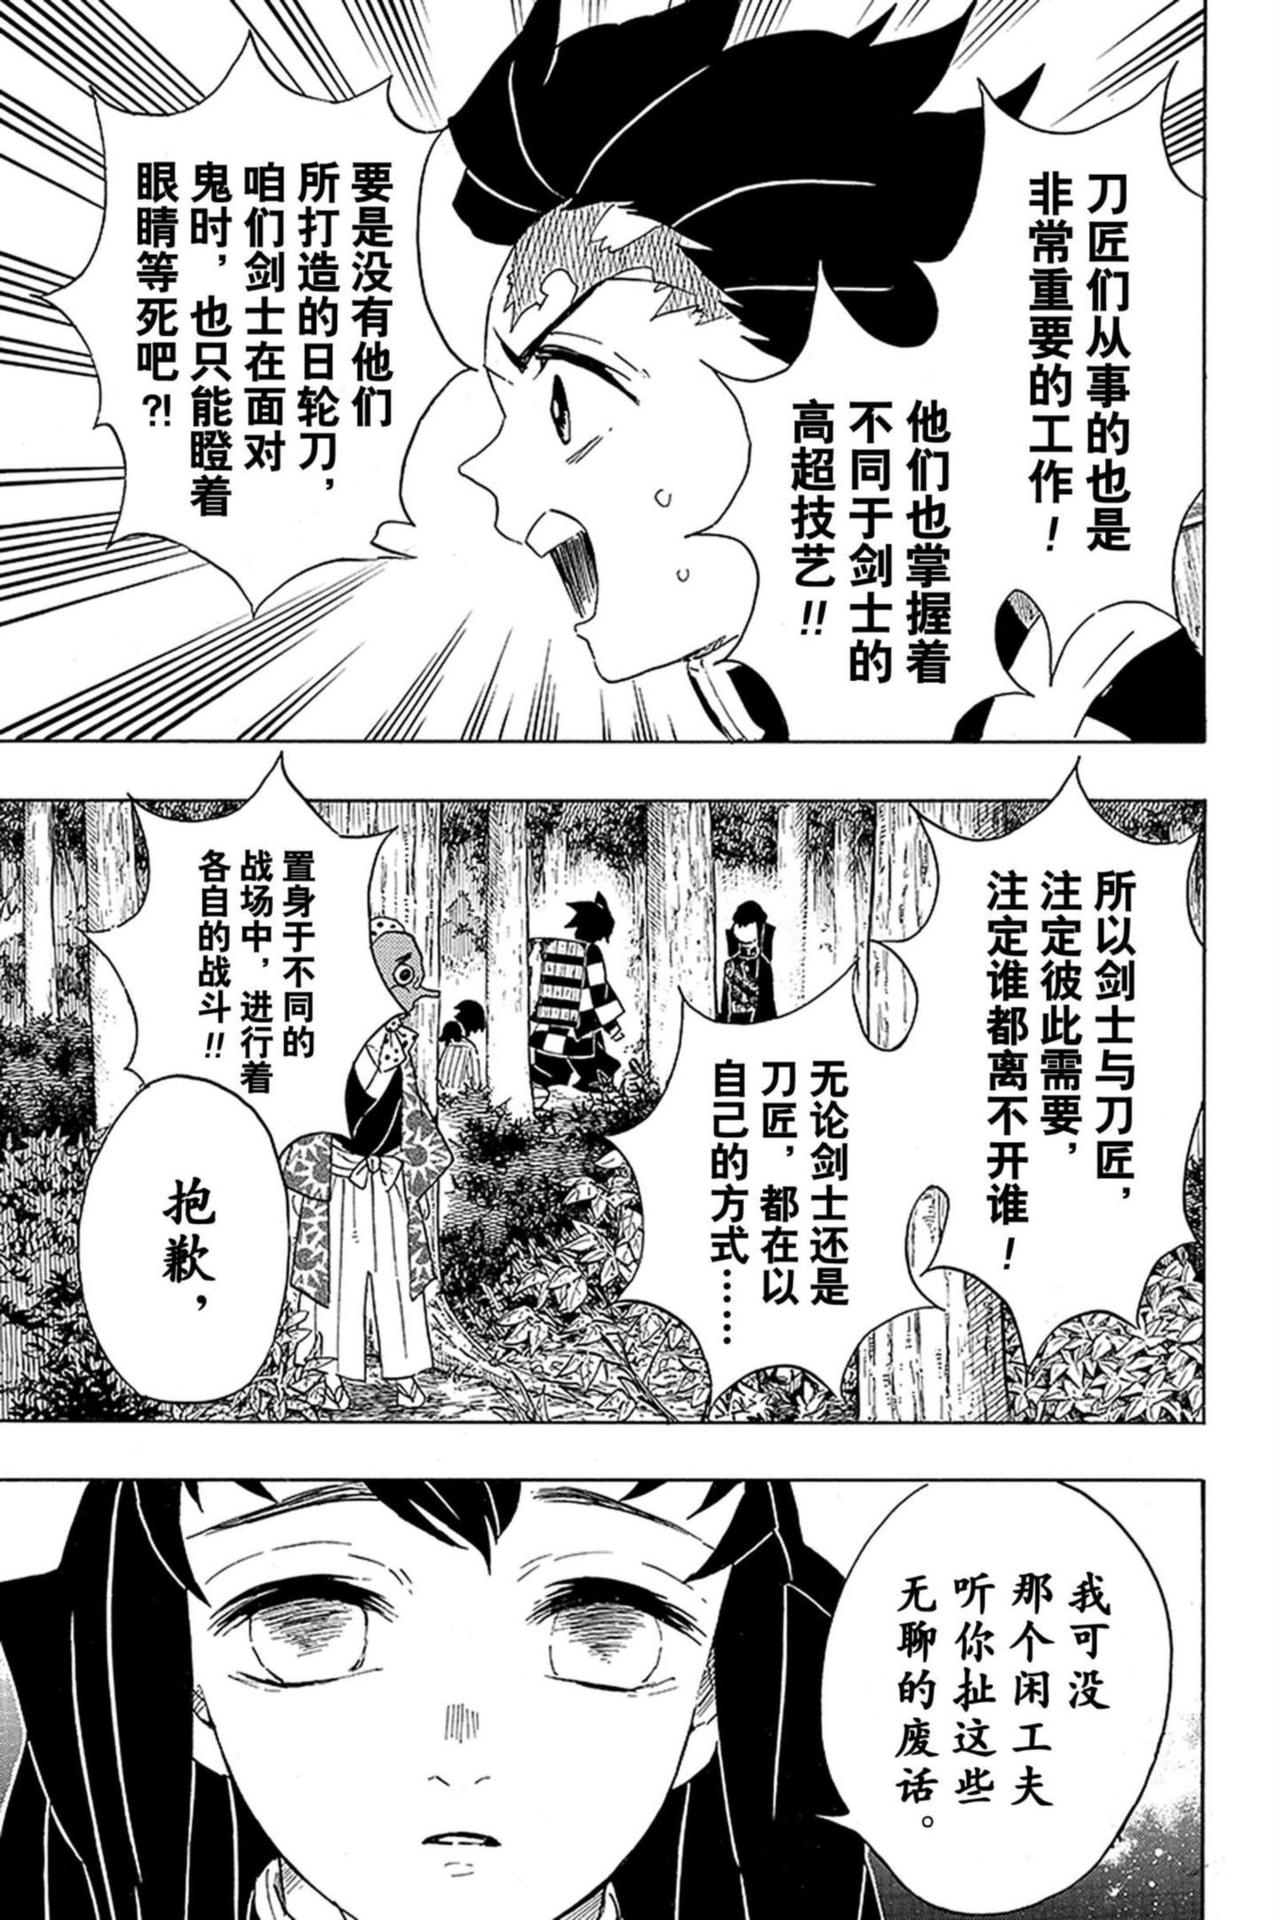 刀匠们从事的也是
非常重要的工作！
他们也掌握着
不同于剑士的
高超技艺!!
要是没有他们
所打造的日轮刀，
咱们剑士在面对
鬼时，也只能瞪着
眼睛等死吧?!
所以剑士与刀匠，
注定彼此需要，
注定谁都离不开谁！
无论剑士还是
刀匠，都在以
自己的方式……
置身于不同的
战场中，进行着
各自的战斗!!
抱歉，
我可没
那个闲工夫
听你扯这些
无聊的废话。